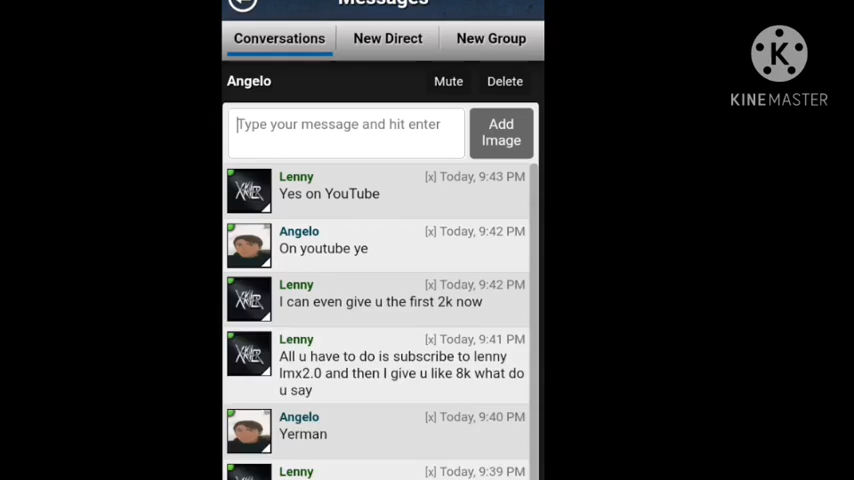 Messages
Conversations
New Direct
New Group
Angelo
Mute
Delete
Type your message and hit enter
Add
Image
Lenny
[x] Today, 9:43 PM
Yes on YouTube
Angelo
[x] Today, 9:42 PM
On youtube ye
Lenny
[x] Today, 9:42 PM
I can even give u the first 2k now
Lenny
[x] Today, 9:41 PM
All u have to do is subscribe to lenny
lmx2.0 and then I give u like 8k what do
u say
Angelo
[x] Today, 9:40 PM
Yerman
Lenny
[x] Today, 9:39 PM
K
KINEMASTER